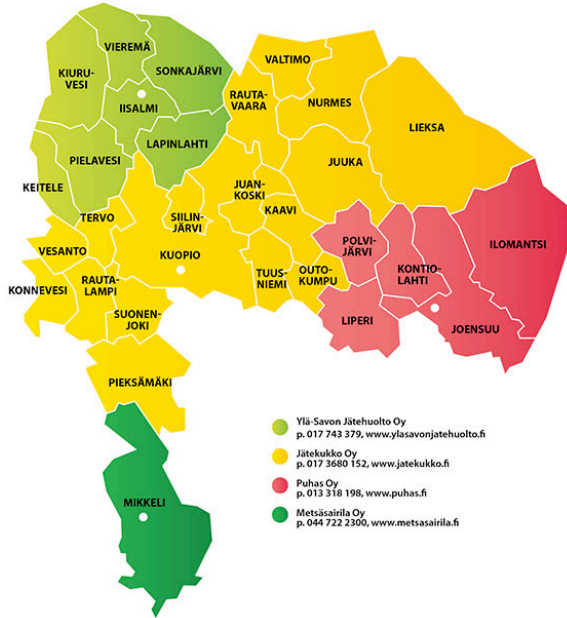 VIEREMÄ
KIURU-
VESI
SONKAJÄRVI
IISALMI
LAPINLAHTI
PIELAVESI
KEITELE
VALTIMO
RAUTA-
VAARA
NURMES
LIEKSA
JUUKA
JUAN-
KOSKI
KAAVI
SIILIN-
JÄRVI
TERVO
VESANTO
KUOPIO
KONNEVESI
RAUTA-
LAMPI
SUONEN-
JOKI
TUUS-
NIEMI
OUTO-
KUMPU
POLVI-
JÄRVI
KONTIO-
LAHTI
ILOMANTSI
LIPERI
JOENSUU
PIEKSÄMÄKI
MIKKELI
Ylä-Savon Jätehuolto Oy
p. 017 743 379, www.ylasavonjatehuolto.fi
Jätekukko Oy
p. 017 3680 152, www.jatekukko.fi
Puhas Oy
p. 013 318 198, www.puhas.fi
Metsäsairila Oy
p. 044 722 2300, www.metsasairila.fi